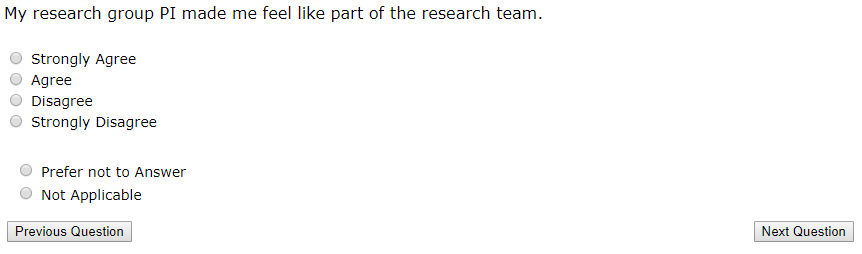 My research group PI made me feel like part of the research team.
Strongly Agree
Agree
Disagree
Strongly Disagree
Prefer not to Answer
Not Applicable
Previous Question
Next Question